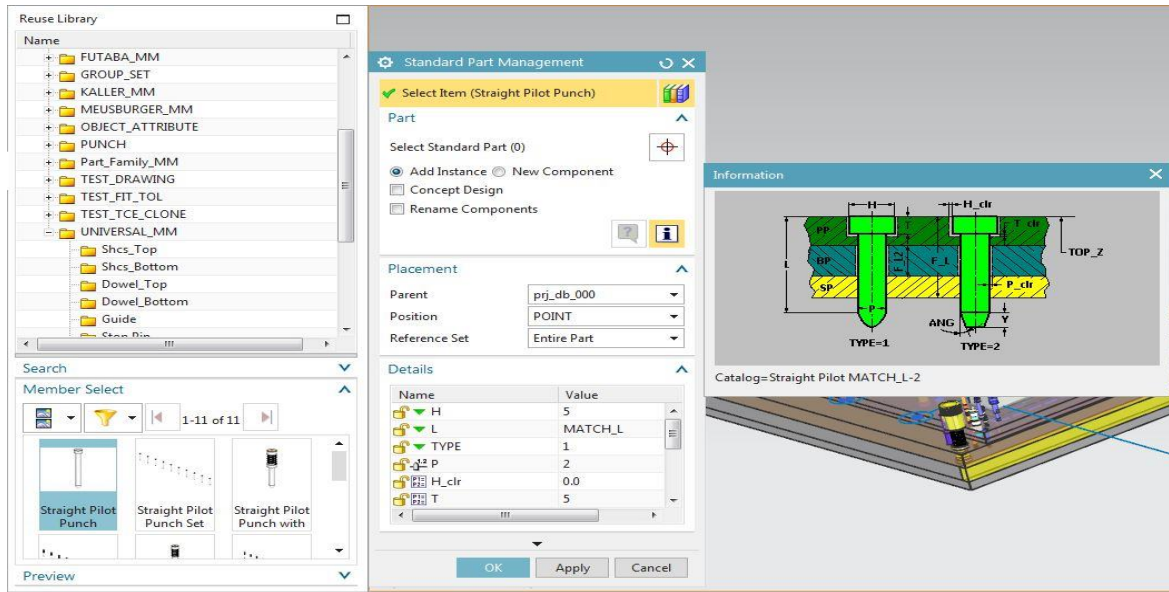 Reuse Library
Name
FUTABA_MM
GROUP_SET
KALLER_MM
MEUSBURGER_MM
OBJECT_ATTRIBUTE
PUNCH
Part_Family_MM
TEST_DRAWING
TEST_FIT_TOL
TEST_TCE_CLONE
UNIVERSAL_MM
Shcs_Top
Shcs_Bottom
Dowel_Top
Dowel_Bottom
Guide
Stop Pin
Search
Member Select
1-11 of 11
Straight Pilot Punch
Straight Pilot Punch Set
Straight Pilot Punch with
Preview
Standard Part Management
Select Item (Straight Pilot Punch)
Part
Select Standard Part (0)
Add Instance New Component
Concept Design
Rename Components
Placement
Parent prj_db_000
Position POINT
Reference Set Entire Part
Details
Name Value
H 5
L MATCH_L
TYPE 1
P 2
H_clr 0.0
T 5
OK Apply Cancel
Information
H H_clr
PP T T_clr
TOP_Z
L BP F_L2 F_L
SP P_clr
P
ANG Y
TYPE=1 TYPE=2
Catalog=Straight Pilot MATCH_L-2